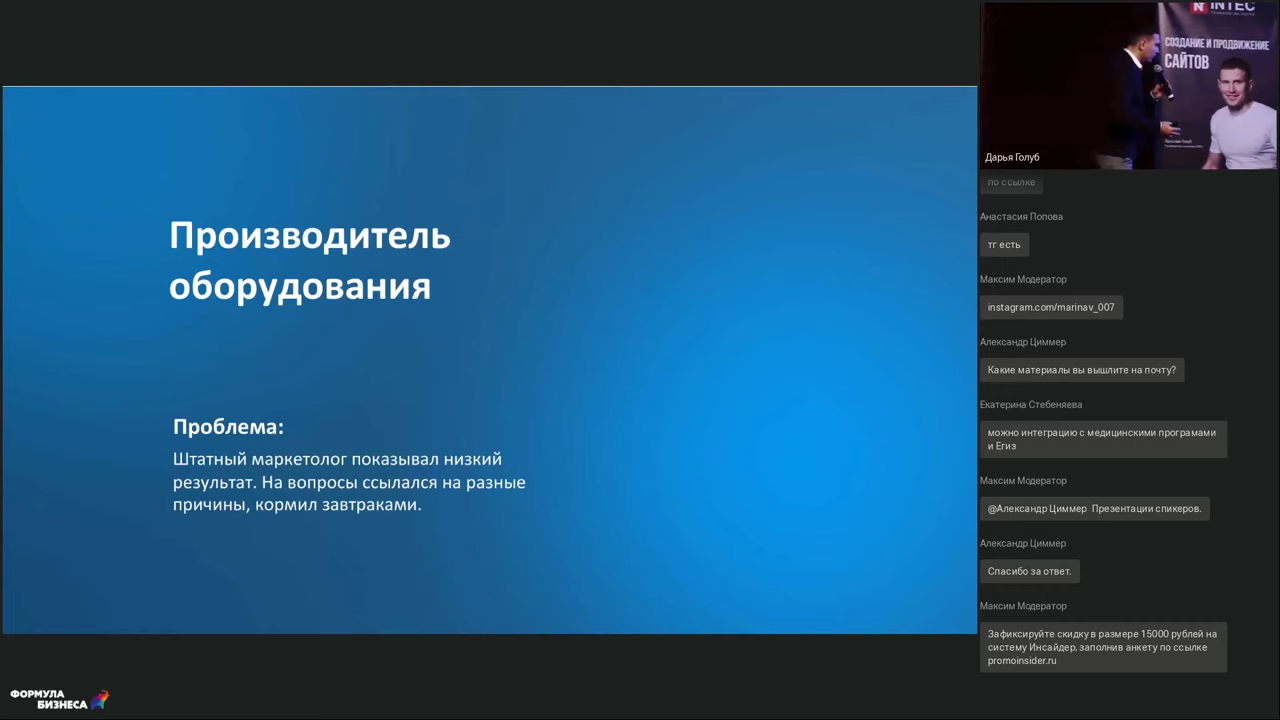 Производитель
оборудования
Проблема:
Штатный маркетолог показывал низкий
результат. На вопросы ссылался на разные
причины, кормил завтраками.
ФОРМУЛА
БИЗНЕСА
INTEC
СОЗДАНИЕ И ПРОДВИЖЕНИЕ
САЙТОВ
Дарья Голуб
по ссылке
Анастасия Попова
тг есть
Максим Модератор
instagram.com/marinav_007
Александр Циммер
Какие материалы вы вышлите на почту?
Екатерина Стебеняева
можно интеграцию с медицинскими програмами
и Егиз
Максим Модератор
@Александр Циммер Презентации спикеров.
Александр Циммер
Спасибо за ответ.
Максим Модератор
Зафиксируйте скидку в размере 15000 рублей на
систему Инсайдер, заполнив анкету по ссылке
promoinsider.ru